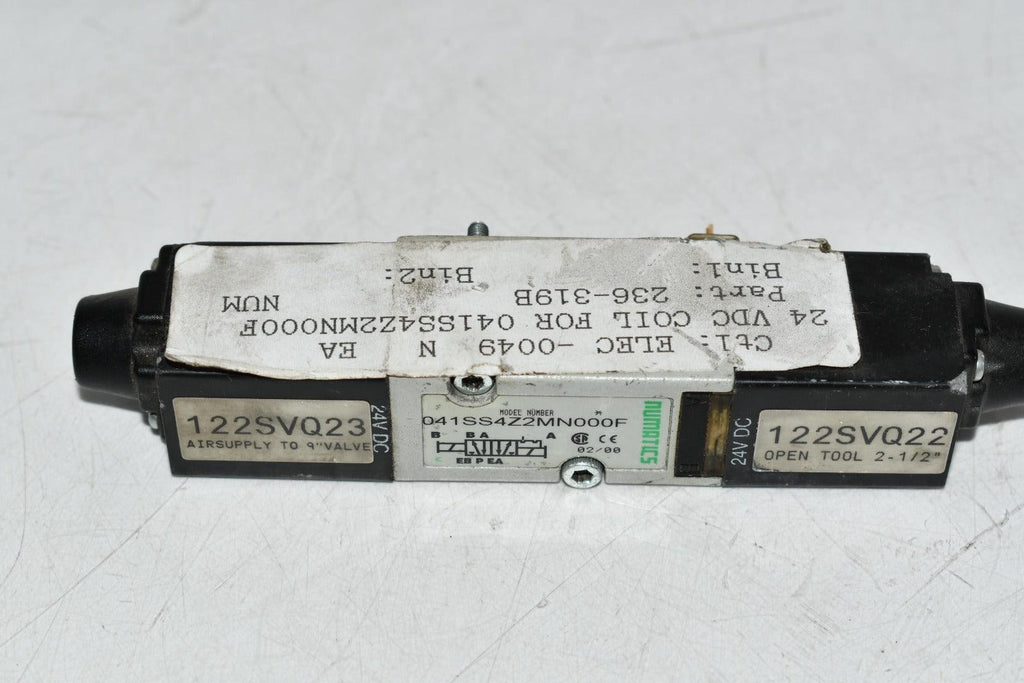 Ctl: ELEC -0049 N EA
24 VDC COIL FOR 041SS4Z2MN000F
Part: 236-319B NUM
Bin1: Bin2:
122SVQ23
AIRSUPPLY TO 9"VALVE
24V DC
MODEL NUMBER
041SS4Z2MN000F
B B A A
EB P EA
CE
02/00
numatics
24V DC
122SVQ22
OPEN TOOL 2-1/2"